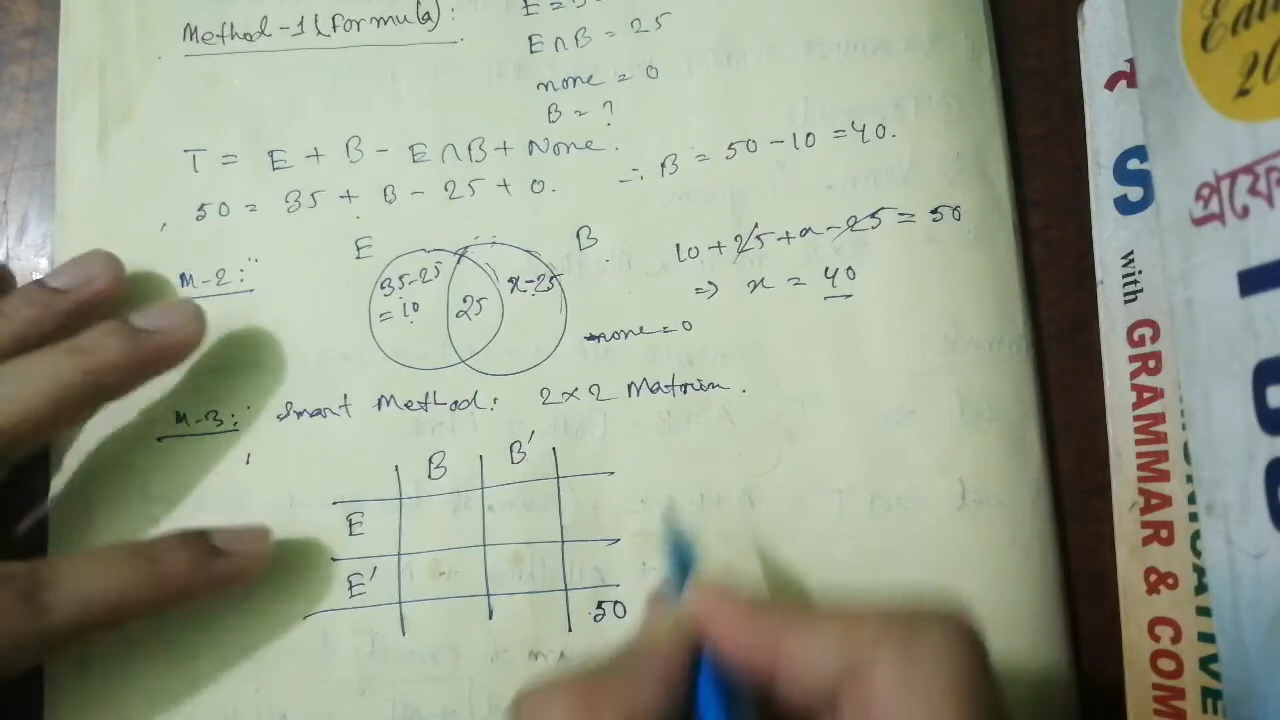 Method-1 (Formula):
E∩B = 25
none = 0
B = ?
T = E + B - E∩B + None.
50 = 35 + B - 25 + 0.
∴ B = 50 - 10 = 40.
M-2:
E
B.
35-25
= 10
25
x-25
none = 0
10 + 25 + x - 25 = 50
⇒ x = 40
M-3: Smart Method: 2×2 Matrix.
B B'
E
E'
50
S
with GRAMMAR & COM